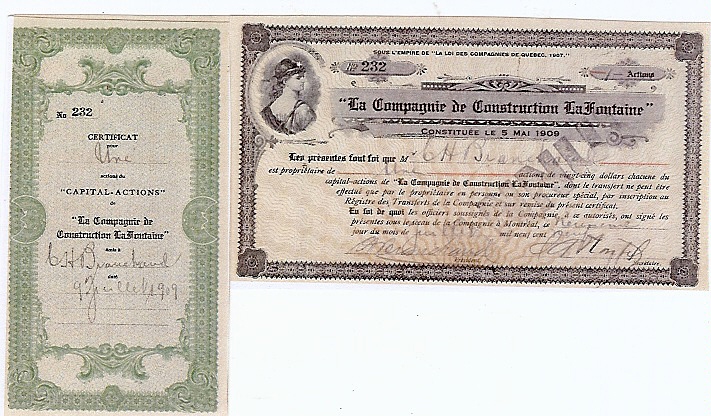 No 232
CERTIFICAT
pour
Une
actions du
"CAPITAL-ACTIONS"
de
"La Compagnie de
Construction LaFontaine"
émis à
C H Branchaud
daté
9 Juillet 1909
SOUS L'EMPIRE DE "LA LOI DES COMPAGNIES DE QUEBEC, 1907."
No 232
1 Actions
"La Compagnie de Construction LaFontaine"
CONSTITUÉE LE 5 MAI 1909
Les présentes font foi que M C H Branchaud
est propriétaire de actions de vingt-cinq dollars chacune du
capital-actions de "La Compagnie de Construction LaFontaine", dont le transfert ne peut être
effectué que par le propriétaire en personne ou son procureur spécial, par inscription au
Régistre des Transferts de la Compagnie et sur remise du présent certificat.
En foi de quoi les officiers soussignés de la Compagnie, à ce autorisés, ont signé les
présentes sous le sceau de la Compagnie à Montréal, ce neuvième
jour du mois de mil neuf cent
Secrétaire.